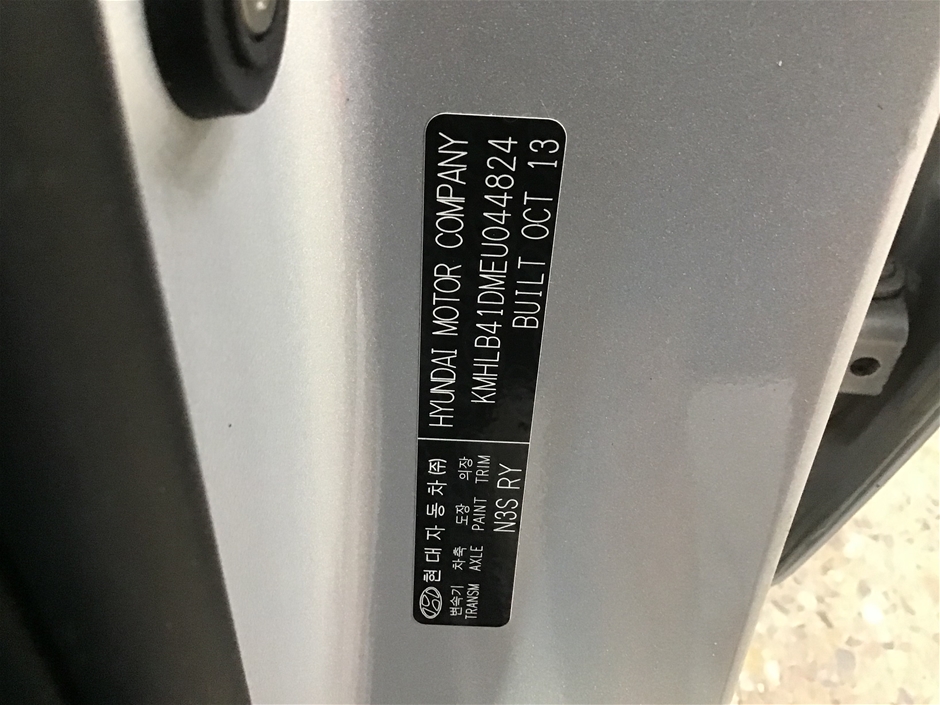 현대자동차(주)
변속기 차축 도장 의장
TRANSM AXLE PAINT TRIM
N3S RY
HYUNDAI MOTOR COMPANY
KMHLB41DMEU044824
BUILT OCT 13